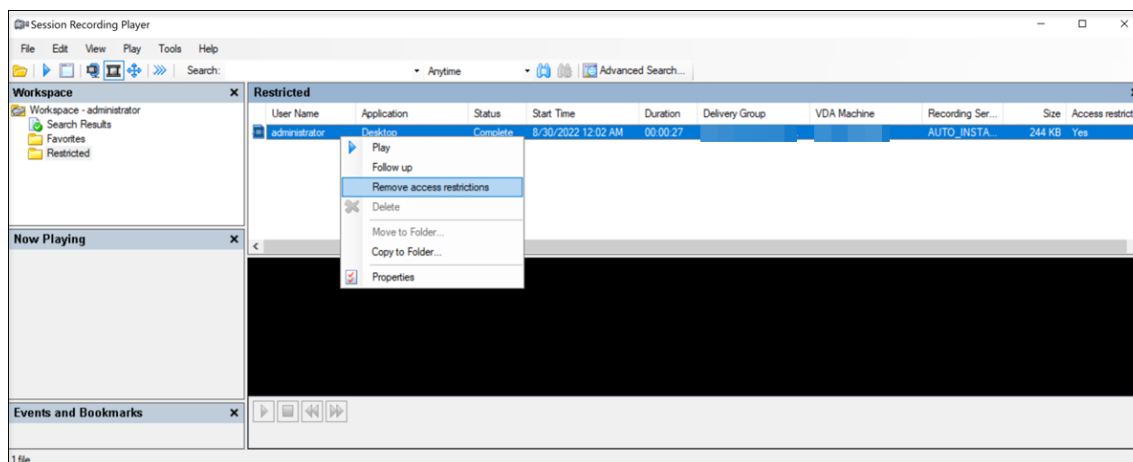 Session Recording Player
File Edit View Play Tools Help
Search: Anytime Advanced Search...
Workspace
Workspace - administrator
Search Results
Favorites
Restricted
Restricted
User Name Application Status Start Time Duration Delivery Group VDA Machine Recording Ser... Size Access restrict
administrator Desktop Complete 8/30/2022 12:02 AM 00:00:27 AUTO_INSTA... 244 KB Yes
Play
Follow up
Remove access restrictions
Delete
Move to Folder...
Copy to Folder...
Properties
Now Playing
Events and Bookmarks
1 file